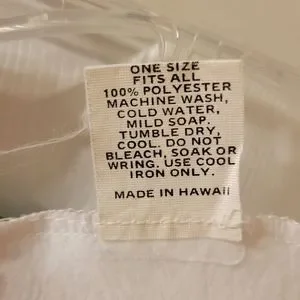 ONE SIZE
FITS ALL
100% POLYESTER
MACHINE WASH,
COLD WATER,
MILD SOAP.
TUMBLE DRY,
COOL. DO NOT
BLEACH, SOAK OR
WRING. USE COOL
IRON ONLY.
MADE IN HAWAII